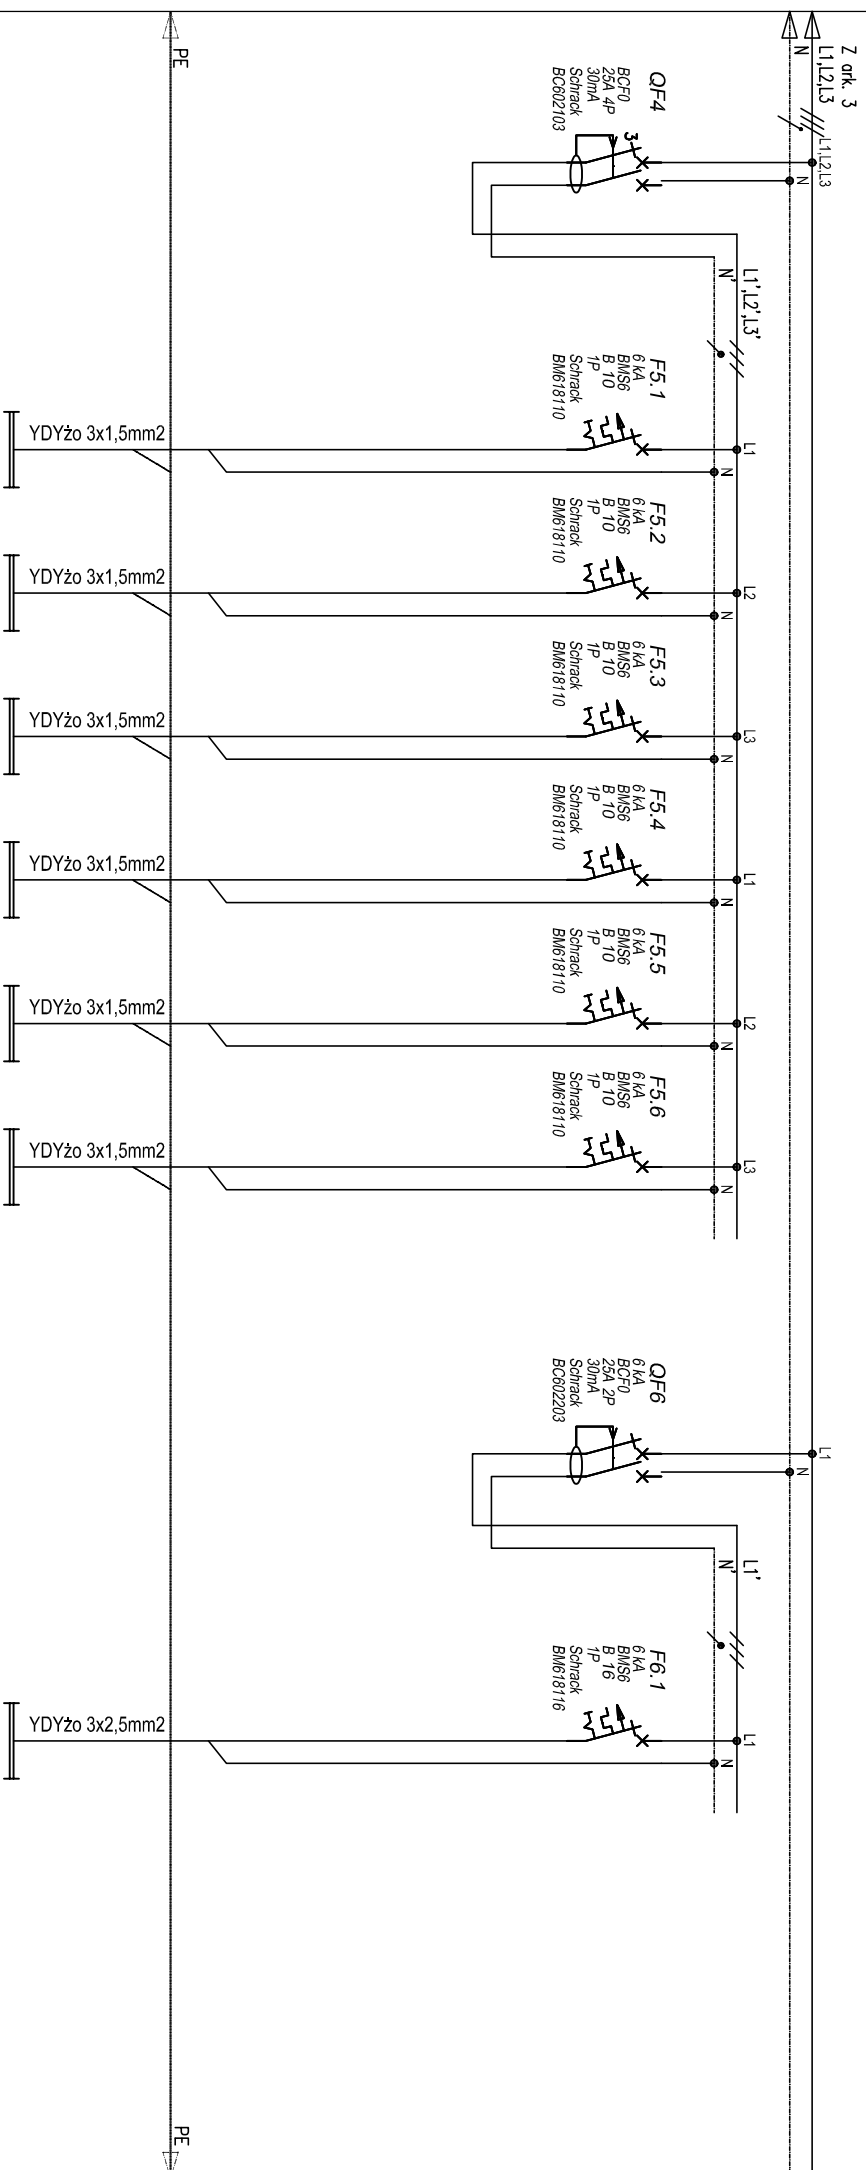 Z ark. 3
L1,L2,L3
N
L1,L2,L3
N
QF4
BCF0
25A 4P
30mA
Schrack
BC602103
3
L1',L2',L3'
N'
F5.1
6 kA
BMS6
B 10
1P
Schrack
BM618110
L1
N
YDYżo 3x1,5mm2
F5.2
6 kA
BMS6
B 10
1P
Schrack
BM618110
L2
N
YDYżo 3x1,5mm2
F5.3
6 kA
BMS6
B 10
1P
Schrack
BM618110
L3
N
YDYżo 3x1,5mm2
F5.4
6 kA
BMS6
B 10
1P
Schrack
BM618110
L1
N
YDYżo 3x1,5mm2
F5.5
6 kA
BMS6
B 10
1P
Schrack
BM618110
L2
N
YDYżo 3x1,5mm2
F5.6
6 kA
BMS6
B 10
1P
Schrack
BM618110
L3
N
YDYżo 3x1,5mm2
QF6
6 kA
BCF0
25A 2P
30mA
Schrack
BC602203
L1
N
L1'
N'
F6.1
6 kA
BMS6
B 16
1P
Schrack
BM618116
L1
N
YDYżo 3x2,5mm2
PE
PE